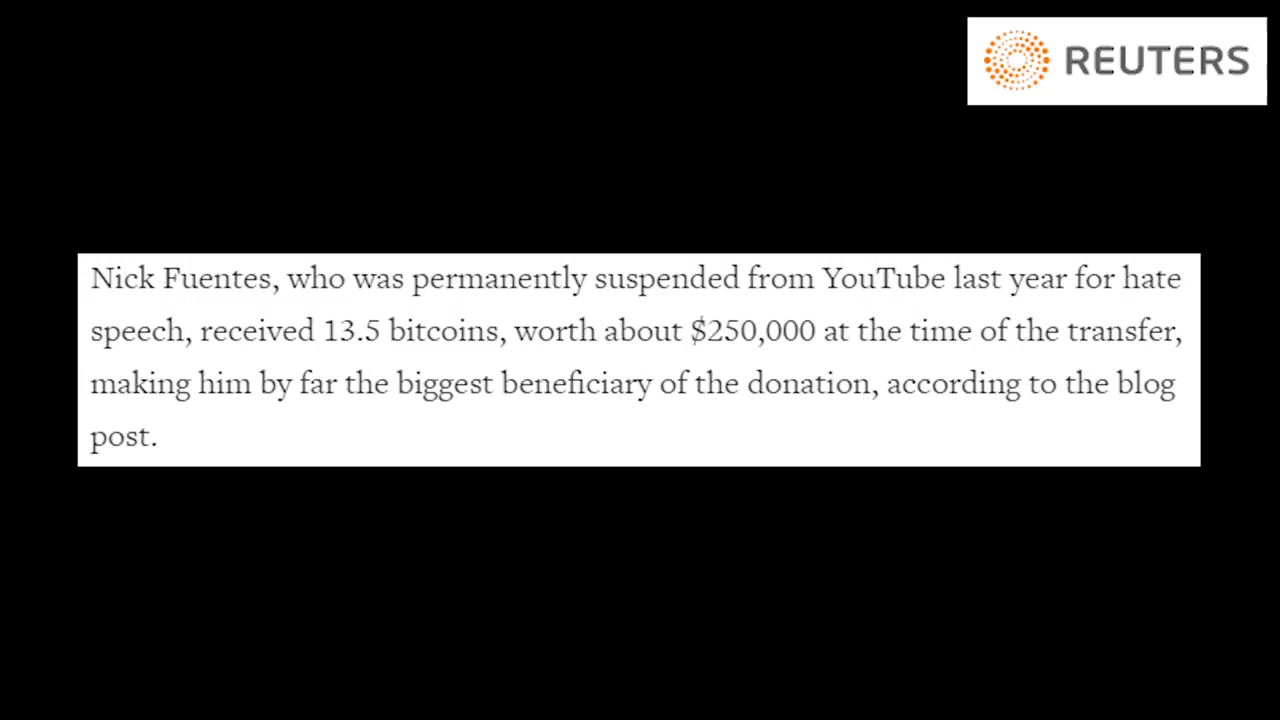 REUTERS
Nick Fuentes, who was permanently suspended from YouTube last year for hate
speech, received 13.5 bitcoins, worth about $250,000 at the time of the transfer,
making him by far the biggest beneficiary of the donation, according to the blog
post.